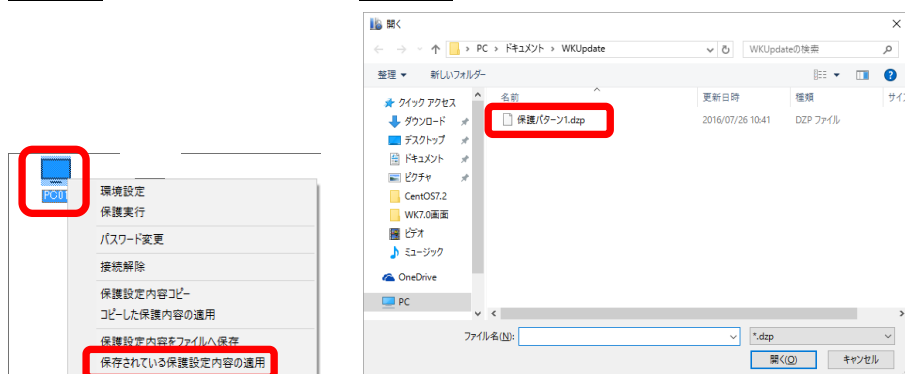 PC01
環境設定
保護実行
パスワード変更
接続解除
保護設定内容コピー
コピーした保護内容の適用
保護設定内容をファイルへ保存
保存されている保護設定内容の適用
開く
PC › ドキュメント › WKUpdate
WKUpdateの検索
整理
新しいフォルダー
クイック アクセス
ダウンロード
デスクトップ
ドキュメント
ピクチャ
CentOS7.2
WK7.0画面
ビデオ
ミュージック
OneDrive
PC
名前 更新日時 種類 サイズ
保護パターン1.dzp 2016/07/26 10:41 DZP ファイル
ファイル名(N):
*.dzp
開く(O) キャンセル